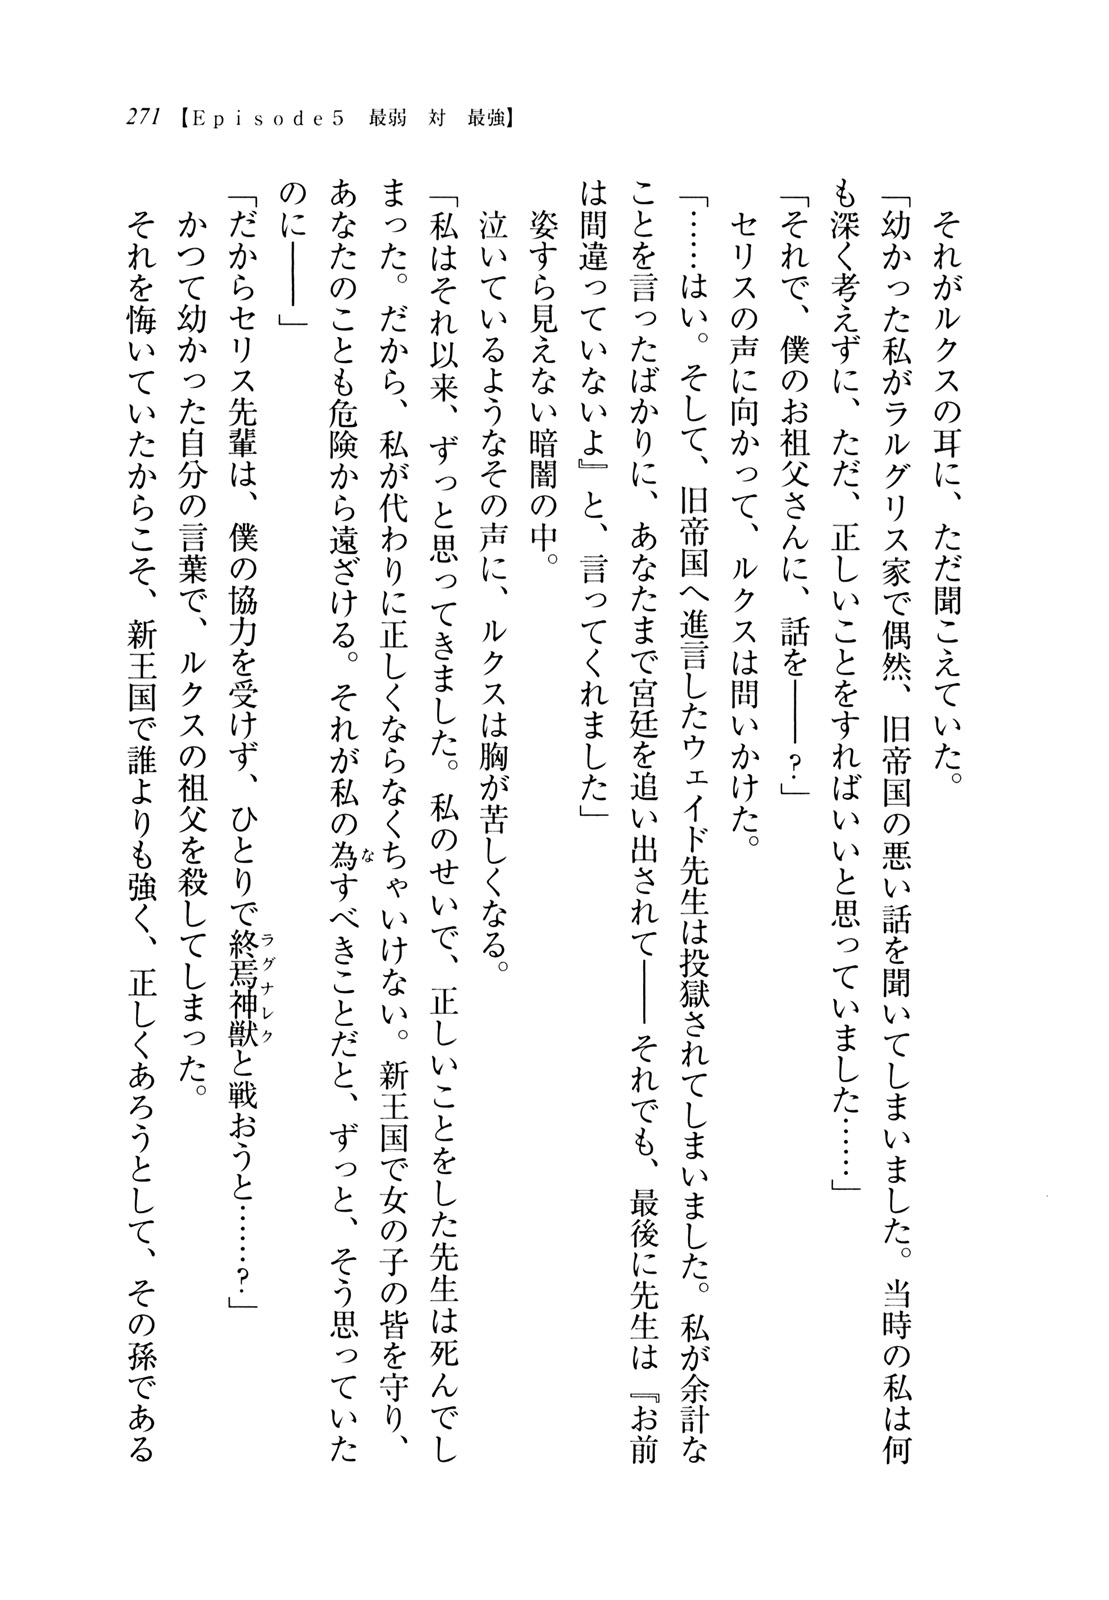 271【Episode5　最弱　対　最強】
　それがルクスの耳に、ただ聞こえていた。
「幼かった私がラルグリス家で偶然、旧帝国の悪い話を聞いてしまいました。当時の私は何
も深く考えずに、ただ、正しいことをすればいいと思っていました……」
「それで、僕のお祖父さんに、話を――？」
　セリスの声に向かって、ルクスは問いかけた。
「……はい。そして、旧帝国へ進言したウェイド先生は投獄されてしまいました。私が余計な
ことを言ったばかりに、あなたまで宮廷を追い出されて――それでも、最後に先生は『お前
は間違っていないよ』と、言ってくれました」
　姿すら見えない暗闇の中。
　泣いているようなその声に、ルクスは胸が苦しくなる。
「私はそれ以来、ずっと思ってきました。私のせいで、正しいことをした先生は死んでし
まった。だから、私が代わりに正しくならなくちゃいけない。新王国で女の子の皆を守り、
あなたのことも危険から遠ざける。それが私の為すべきことだと、ずっと、そう思っていた
な
のに――」
「だからセリス先輩は、僕の協力を受けず、ひとりで終焉神獣と戦おうと……？」
ラグナレク
　かつて幼かった自分の言葉で、ルクスの祖父を殺してしまった。
　それを悔いていたからこそ、新王国で誰よりも強く、正しくあろうとして、その孫である